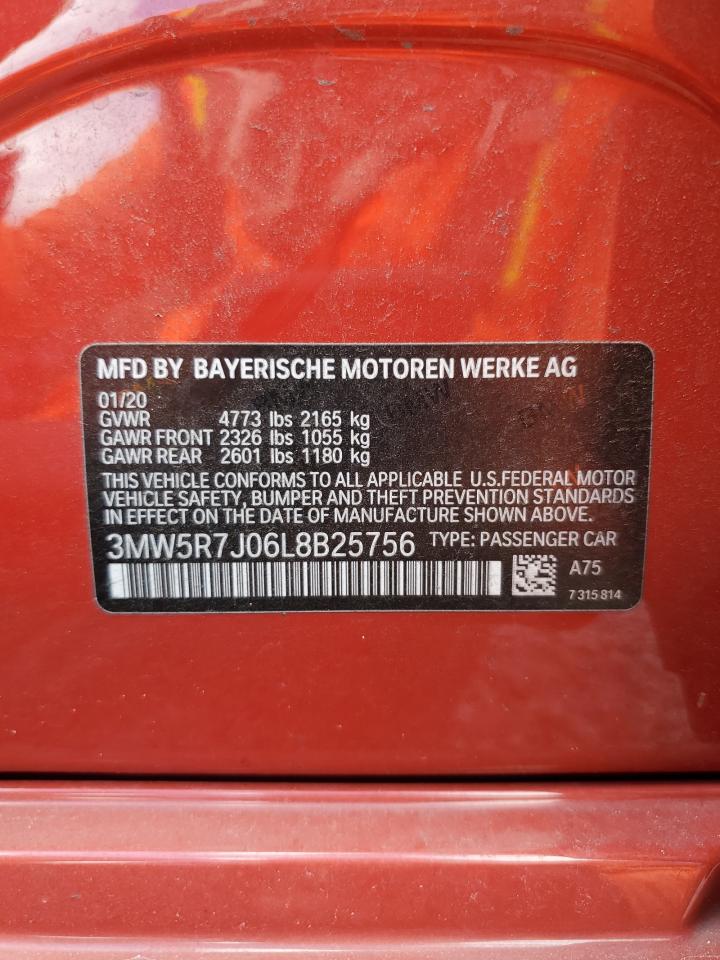 MFD BY BAYERISCHE MOTOREN WERKE AG
01/20
GVWR 4773 lbs 2165 kg
GAWR FRONT 2326 lbs 1055 kg
GAWR REAR 2601 lbs 1180 kg
THIS VEHICLE CONFORMS TO ALL APPLICABLE U.S.FEDERAL MOTOR
VEHICLE SAFETY, BUMPER AND THEFT PREVENTION STANDARDS
IN EFFECT ON THE DATE OF MANUFACTURE SHOWN ABOVE.
3MW5R7J06L8B25756 TYPE: PASSENGER CAR
A75
7 315 814